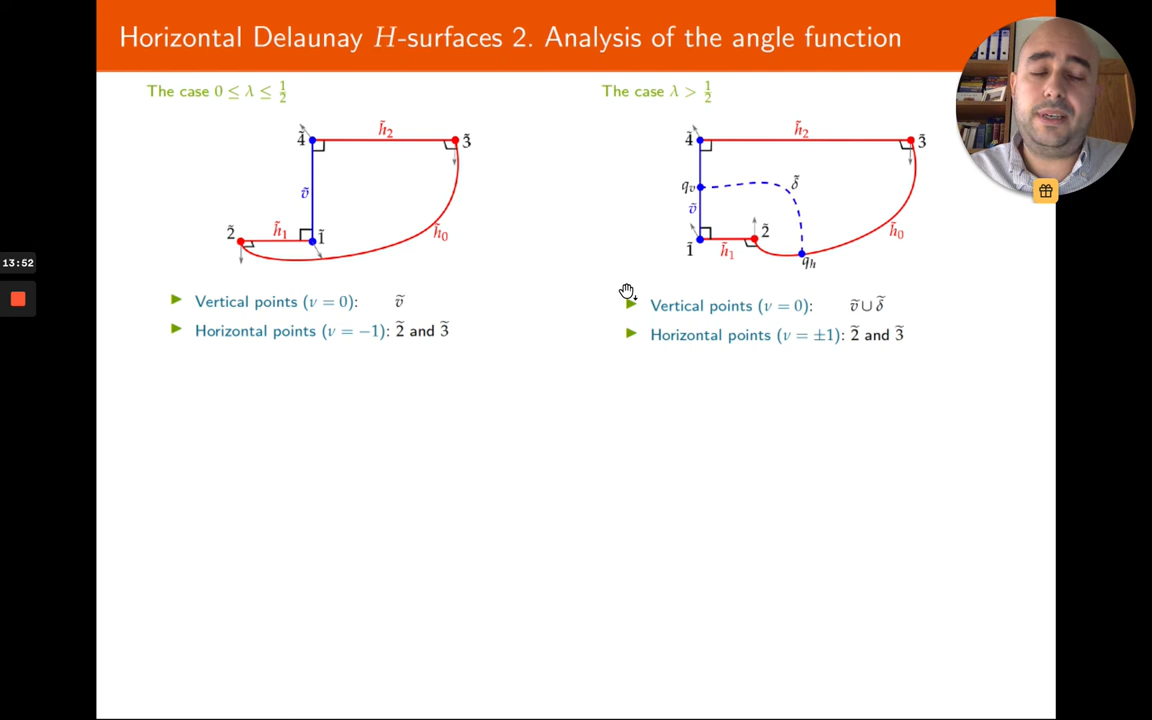 Horizontal Delaunay H-surfaces 2. Analysis of the angle function
The case 0 ≤ λ ≤ 1/2
4̃
h̃₂
3̃
ṽ
2̃
h̃₁
1̃
h̃₀
▶ Vertical points (ν = 0): ṽ
▶ Horizontal points (ν = −1): 2̃ and 3̃
The case λ > 1/2
4̃
h̃₂
3̃
qᵥ
δ̃
ṽ
2̃
1̃
h̃₁
h̃₀
qₕ
▶ Vertical points (ν = 0): ṽ ∪ δ̃
▶ Horizontal points (ν = ±1): 2̃ and 3̃
13:52